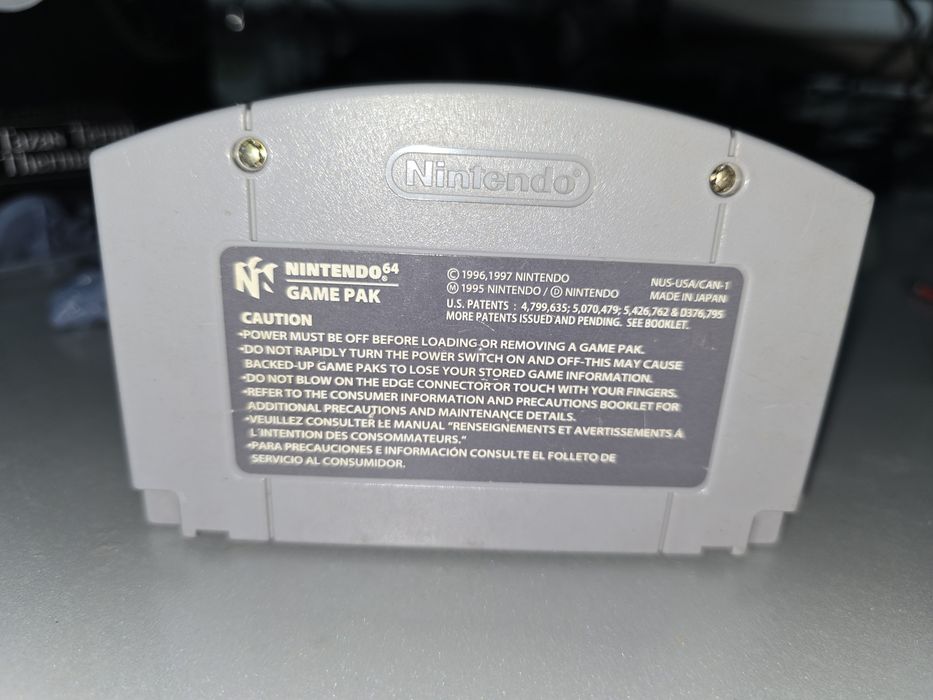 Nintendo®
NINTENDO64®
GAME PAK
© 1996,1997 NINTENDO
Ⓜ 1995 NINTENDO / Ⓓ NINTENDO
NUS-USA/CAN-1
MADE IN JAPAN
U.S. PATENTS : 4,799,635; 5,070,479; 5,426,762 & D376,795
MORE PATENTS ISSUED AND PENDING. SEE BOOKLET.
CAUTION
•POWER MUST BE OFF BEFORE LOADING OR REMOVING A GAME PAK.
•DO NOT RAPIDLY TURN THE POWER SWITCH ON AND OFF-THIS MAY CAUSE
BACKED-UP GAME PAKS TO LOSE YOUR STORED GAME INFORMATION.
•DO NOT BLOW ON THE EDGE CONNECTOR OR TOUCH WITH YOUR FINGERS.
•REFER TO THE CONSUMER INFORMATION AND PRECAUTIONS BOOKLET FOR
ADDITIONAL PRECAUTIONS AND MAINTENANCE DETAILS.
•VEUILLEZ CONSULTER LE MANUAL "RENSEIGNEMENTS ET AVERTISSEMENTS Á
L'INTENTION DES CONSOMMATEURS."
•PARA PRECAUCIONES E INFORMACIÓN CONSULTE EL FOLLETO DE
SERVICIO AL CONSUMIDOR.